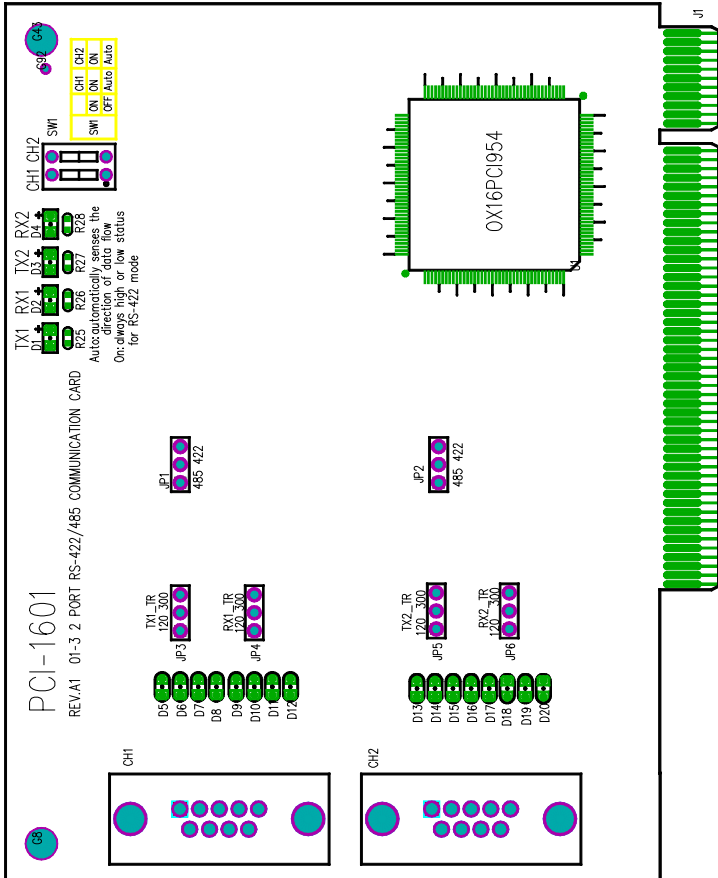 PCI-1601
REV.A1 01-3 2 PORT RS-422/485 COMMUNICATION CARD
TX1 RX1 TX2 RX2
D1 D2 D3 D4
R25 R26 R27 R28
Auto:automatically senses the
direction of data flow
On:always high or low status
for RS-422 mode
CH1 CH2
SW1
SW1 ON OFF
CH1 ON Auto
CH2 ON Auto
G43
G92
G8
OX16PCI954
U1
J1
JP1
485 422
JP2
485 422
TX1_TR
120 300
JP3
RX1_TR
120 300
JP4
TX2_TR
120 300
JP5
RX2_TR
120 300
JP6
D5
D6
D7
D8
D9
D10
D11
D12
D13
D14
D15
D16
D17
D18
D19
D20
CH1
CH2